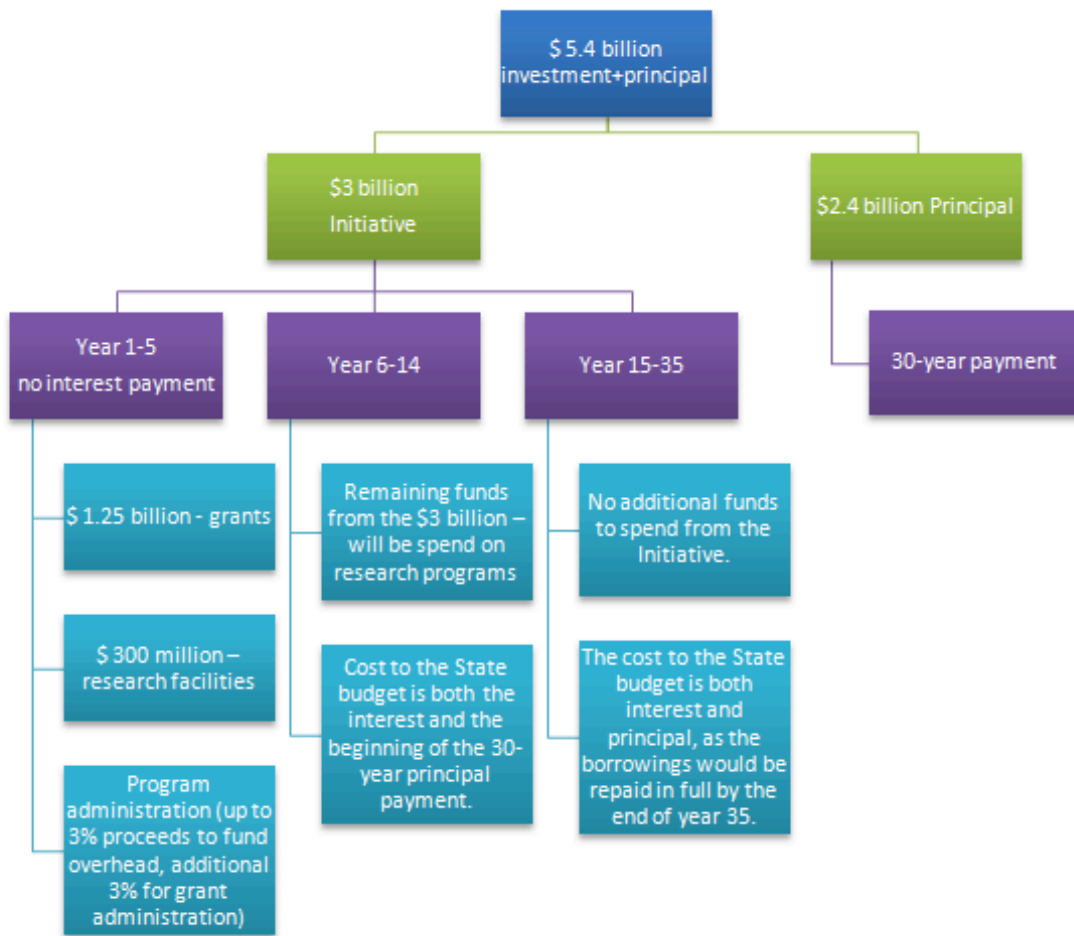 $ 5.4 billion
investment+principal
$3 billion
Initiative
$2.4 billion Principal
Year 1-5
no interest payment
Year 6-14
Year 15-35
30-year payment
$ 1.25 billion - grants
Remaining funds
from the $3 billion –
will be spend on
research programs
No additional funds
to spend from the
Initiative.
$ 300 million –
research facilities
Cost to the State
budget is both the
interest and the
beginning of the 30-
year principal
payment.
The cost to the State
budget is both
interest and
principal, as the
borrowings would be
repaid in full by the
end of year 35.
Program
administration (up to
3% proceeds to fund
overhead, additional
3% for grant
administration)